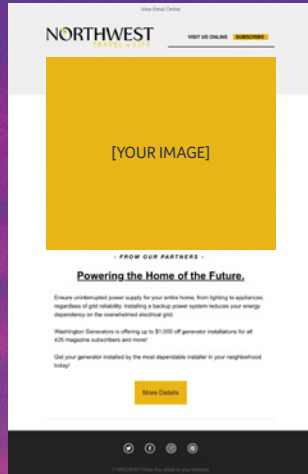 View Email Online
NORTHWEST
TRAVEL & LIFE
VISIT US ONLINE SUBSCRIBE
[YOUR IMAGE]
- FROM OUR PARTNERS -
Powering the Home of the Future.
Ensure uninterrupted power supply for your entire home, from lighting to appliances,
regardless of grid reliability. Installing a backup power system reduces your energy
dependency on the overwhelmed electrical grid.
Washington Generators is offering up to $1,000 off generator installations for all
425 magazine subscribers and more!
Get your generator installed by the most dependable installer in your neighborhood
today!
More Details